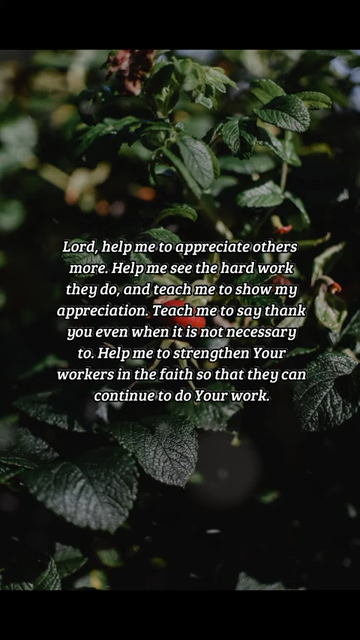 Lord, help me to appreciate others
more. Help me see the hard work
they do, and teach me to show my
appreciation. Teach me to say thank
you even when it is not necessary
to. Help me to strengthen Your
workers in the faith so that they can
continue to do Your work.